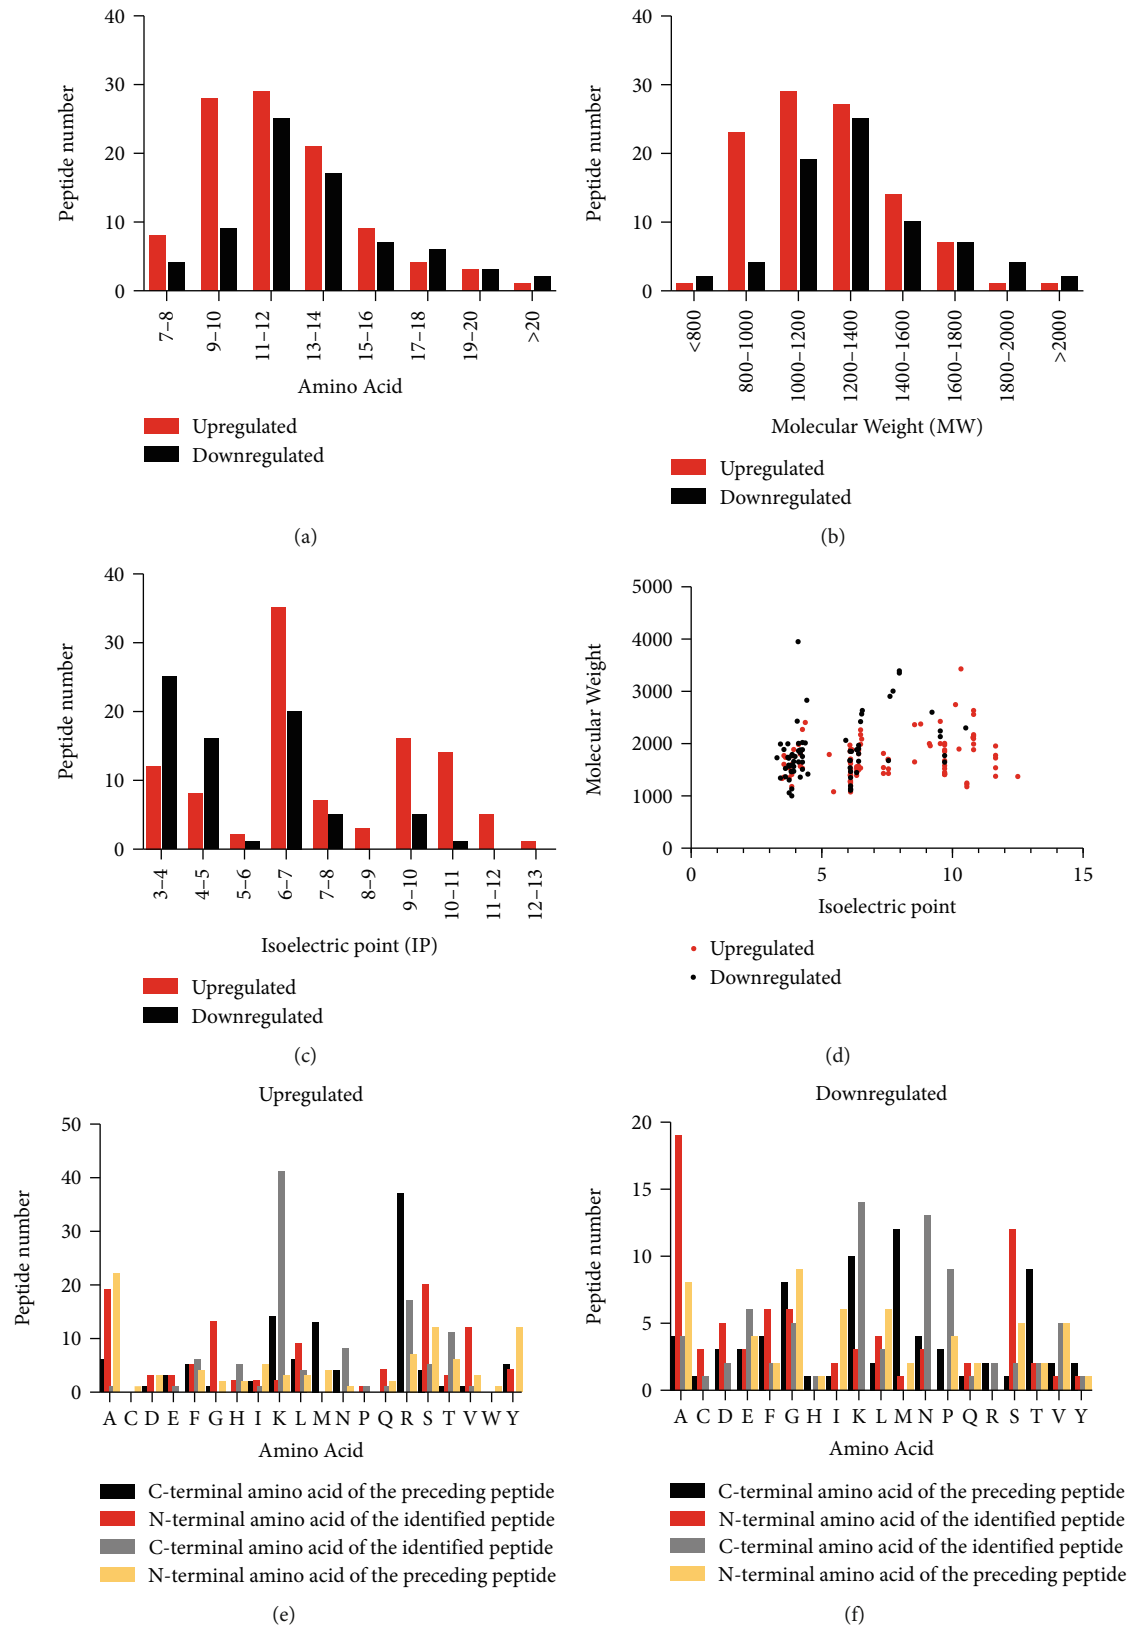 40
30
20
10
0
Peptide number
7–8
9–10
11–12
13–14
15–16
17–18
19–20
>20
Amino Acid
Upregulated
Downregulated
(a)
40
30
20
10
0
Peptide number
<800
800–1000
1000–1200
1200–1400
1400–1600
1600–1800
1800–2000
>2000
Molecular Weight (MW)
Upregulated
Downregulated
(b)
40
30
20
10
0
Peptide number
3–4
4–5
5–6
6–7
7–8
8–9
9–10
10–11
11–12
12–13
Isoelectric point (IP)
Upregulated
Downregulated
(c)
5000
4000
3000
2000
1000
0
Molecular Weight
0 5 10 15
Isoelectric point
Upregulated
Downregulated
(d)
Upregulated
50
40
30
20
10
0
Peptide number
A C D E F G H I K L M N P Q R S T V W Y
Amino Acid
C-terminal amino acid of the preceding peptide
N-terminal amino acid of the identified peptide
C-terminal amino acid of the identified peptide
N-terminal amino acid of the preceding peptide
(e)
Downregulated
20
15
10
5
0
Peptide number
A C D E F G H I K L M N P Q R S T V Y
Amino Acid
C-terminal amino acid of the preceding peptide
N-terminal amino acid of the identified peptide
C-terminal amino acid of the identified peptide
N-terminal amino acid of the preceding peptide
(f)